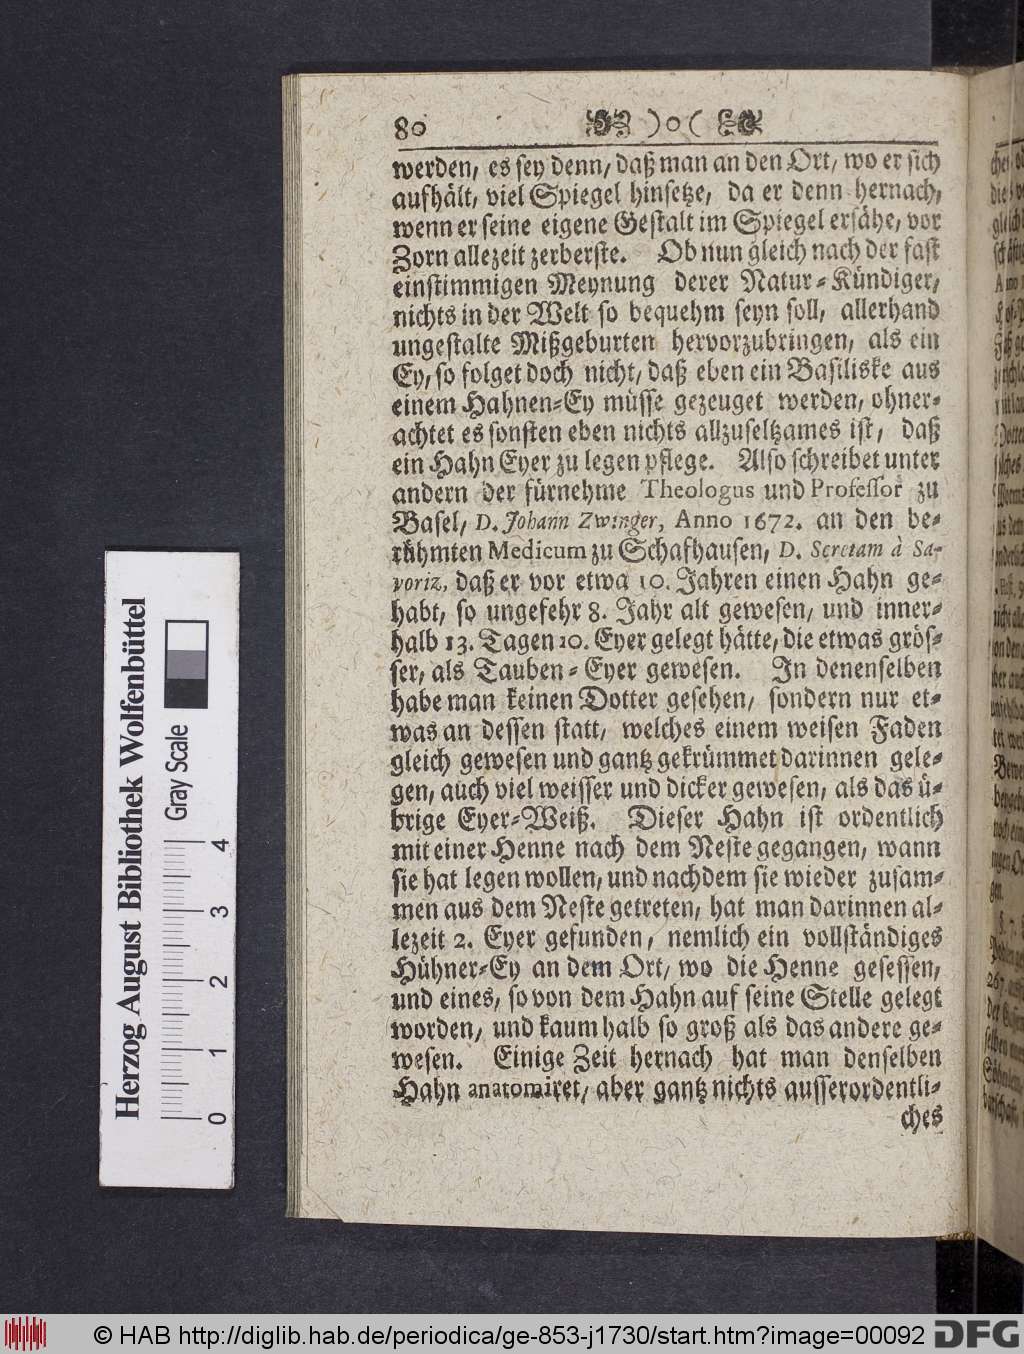 80 )o(
werden, es sey denn, daß man an den Ort, wo er sich
aufhält, viel Spiegel hinsetze, da er denn hernach,
wenn er seine eigene Gestalt im Spiegel ersähe, vor
Zorn allezeit zerberste. Ob nun gleich nach der fast
einstimmigen Meynung derer Natur-Kündiger,
nichts in der Welt so bequehm seyn soll, allerhand
ungestalte Mißgeburten hervorzubringen, als ein
Ey, so folget doch nicht, daß eben ein Basiliske aus
einem Hahnen-Ey müsse gezeuget werden, ohner-
achtet es sonsten eben nichts allzuseltzames ist, daß
ein Hahn Eyer zu legen pflege. Also schreibet unter
andern der fürnehme Theologus und Professor zu
Basel, D. Johann Zwinger, Anno 1672. an den be-
rühmten Medicum zu Schafhausen, D. Scretam à Sa-
voriz, daß er vor etwa 10. Jahren einen Hahn ge-
habt, so ungefehr 8. Jahr alt gewesen, und inner-
halb 13. Tagen 10. Eyer gelegt hätte, die etwas grös-
ser, als Tauben-Eyer gewesen. In denenselben
habe man keinen Dotter gesehen, sondern nur et-
was an dessen statt, welches einem weisen Faden
gleich gewesen und gantz gekrümmet darinnen gele-
gen, auch viel weisser und dicker gewesen, als das ü-
brige Eyer-Weiß. Dieser Hahn ist ordentlich
mit einer Henne nach dem Neste gegangen, wann
sie hat legen wollen, und nachdem sie wieder zusam-
men aus dem Neste getreten, hat man darinnen al-
lezeit 2. Eyer gefunden, nemlich ein vollständiges
Hühner-Ey an dem Ort, wo die Henne gesessen,
und eines, so von dem Hahn auf seine Stelle gelegt
worden, und kaum halb so groß als das andere ge-
wesen. Einige Zeit hernach hat man denselben
Hahn anatomiret, aber gantz nichts ausserordentli-
ches
Herzog August Bibliothek Wolfenbüttel
Gray Scale
0 1 2 3 4
© HAB http://diglib.hab.de/periodica/ge-853-j1730/start.htm?image=00092
DFG